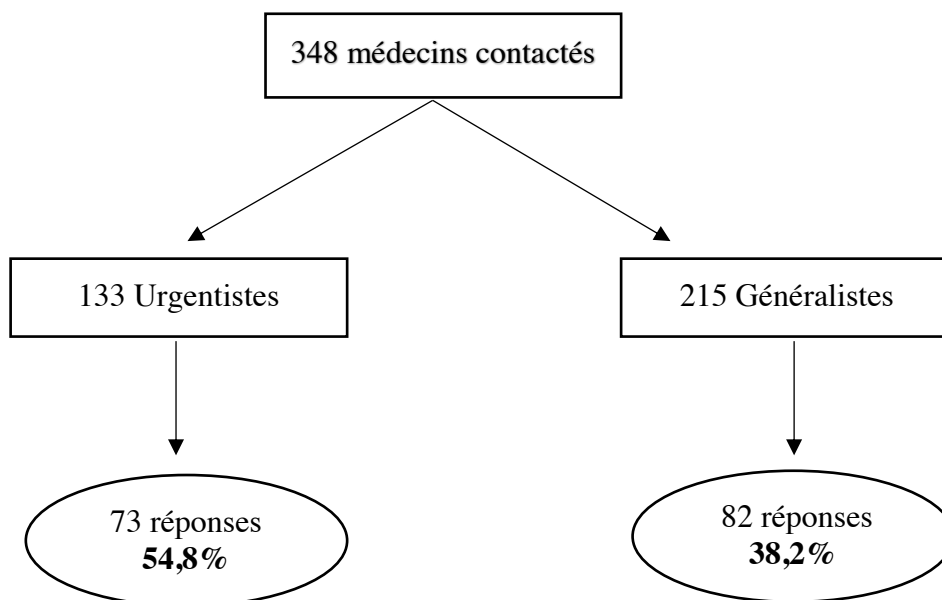 348 médecins contactés
133 Urgentistes
215 Généralistes
73 réponses
54,8%
82 réponses
38,2%